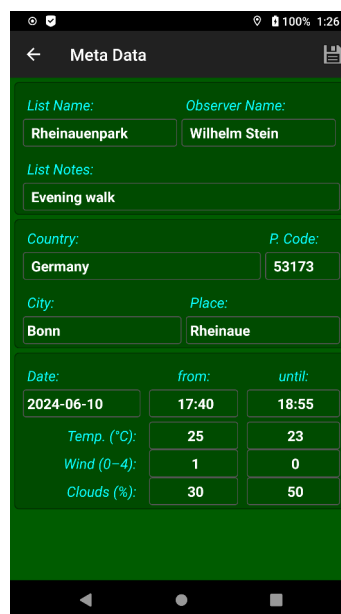 100% 1:26
Meta Data
List Name: Observer Name:
Rheinauenpark Wilhelm Stein
List Notes:
Evening walk
Country: P. Code:
Germany 53173
City: Place:
Bonn Rheinaue
Date: from: until:
2024-06-10 17:40 18:55
Temp. (°C): 25 23
Wind (0–4): 1 0
Clouds (%): 30 50